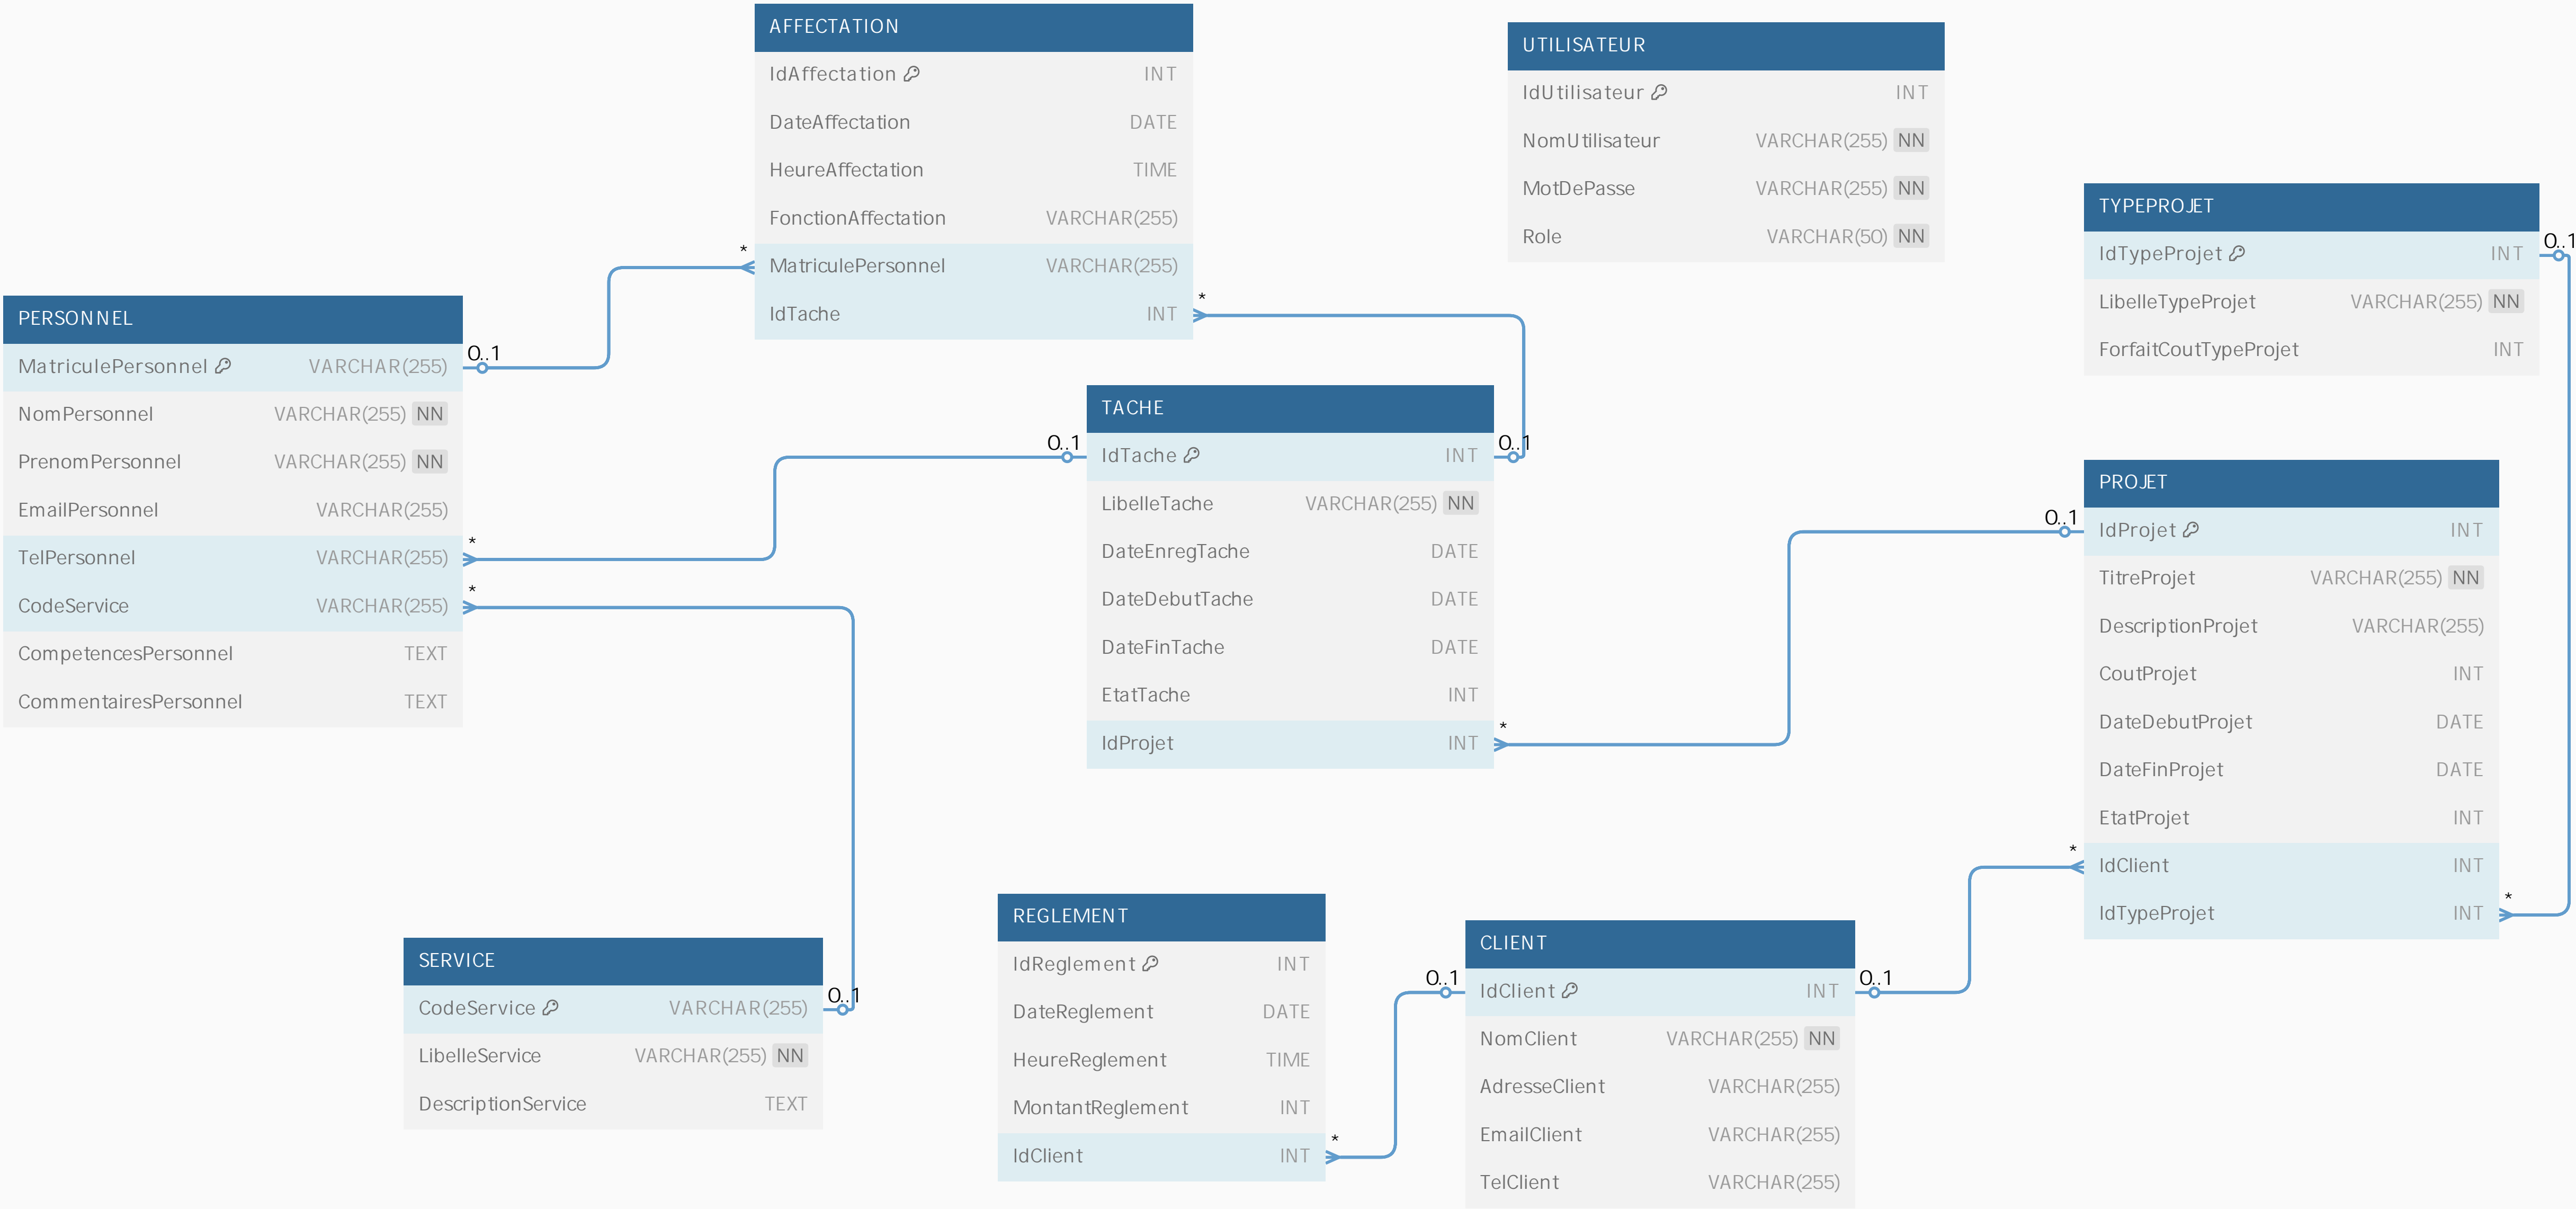 AFFECTATION
IdAffectation INT
DateAffectation DATE
HeureAffectation TIME
FonctionAffectation VARCHAR(255)
* MatriculePersonnel VARCHAR(255)
IdTache INT *
UTILISATEUR
IdUtilisateur INT
NomUtilisateur VARCHAR(255) NN
MotDePasse VARCHAR(255) NN
Role VARCHAR(50) NN
TYPEPROJET
IdTypeProjet INT 0..1
LibelleTypeProjet VARCHAR(255) NN
ForfaitCoutTypeProjet INT
PERSONNEL
MatriculePersonnel VARCHAR(255) 0..1
NomPersonnel VARCHAR(255) NN
PrenomPersonnel VARCHAR(255) NN
EmailPersonnel VARCHAR(255)
TelPersonnel VARCHAR(255) *
CodeService VARCHAR(255) *
CompetencesPersonnel TEXT
CommentairesPersonnel TEXT
TACHE
0..1 IdTache INT 0..1
LibelleTache VARCHAR(255) NN
DateEnregTache DATE
DateDebutTache DATE
DateFinTache DATE
EtatTache INT
IdProjet INT *
PROJET
0..1 IdProjet INT
TitreProjet VARCHAR(255) NN
DescriptionProjet VARCHAR(255)
CoutProjet INT
DateDebutProjet DATE
DateFinProjet DATE
EtatProjet INT
* IdClient INT
IdTypeProjet INT *
SERVICE
CodeService VARCHAR(255) 0..1
LibelleService VARCHAR(255) NN
DescriptionService TEXT
REGLEMENT
IdReglement INT
DateReglement DATE
HeureReglement TIME
MontantReglement INT
IdClient INT *
CLIENT
0..1 IdClient INT 0..1
NomClient VARCHAR(255) NN
AdresseClient VARCHAR(255)
EmailClient VARCHAR(255)
TelClient VARCHAR(255)